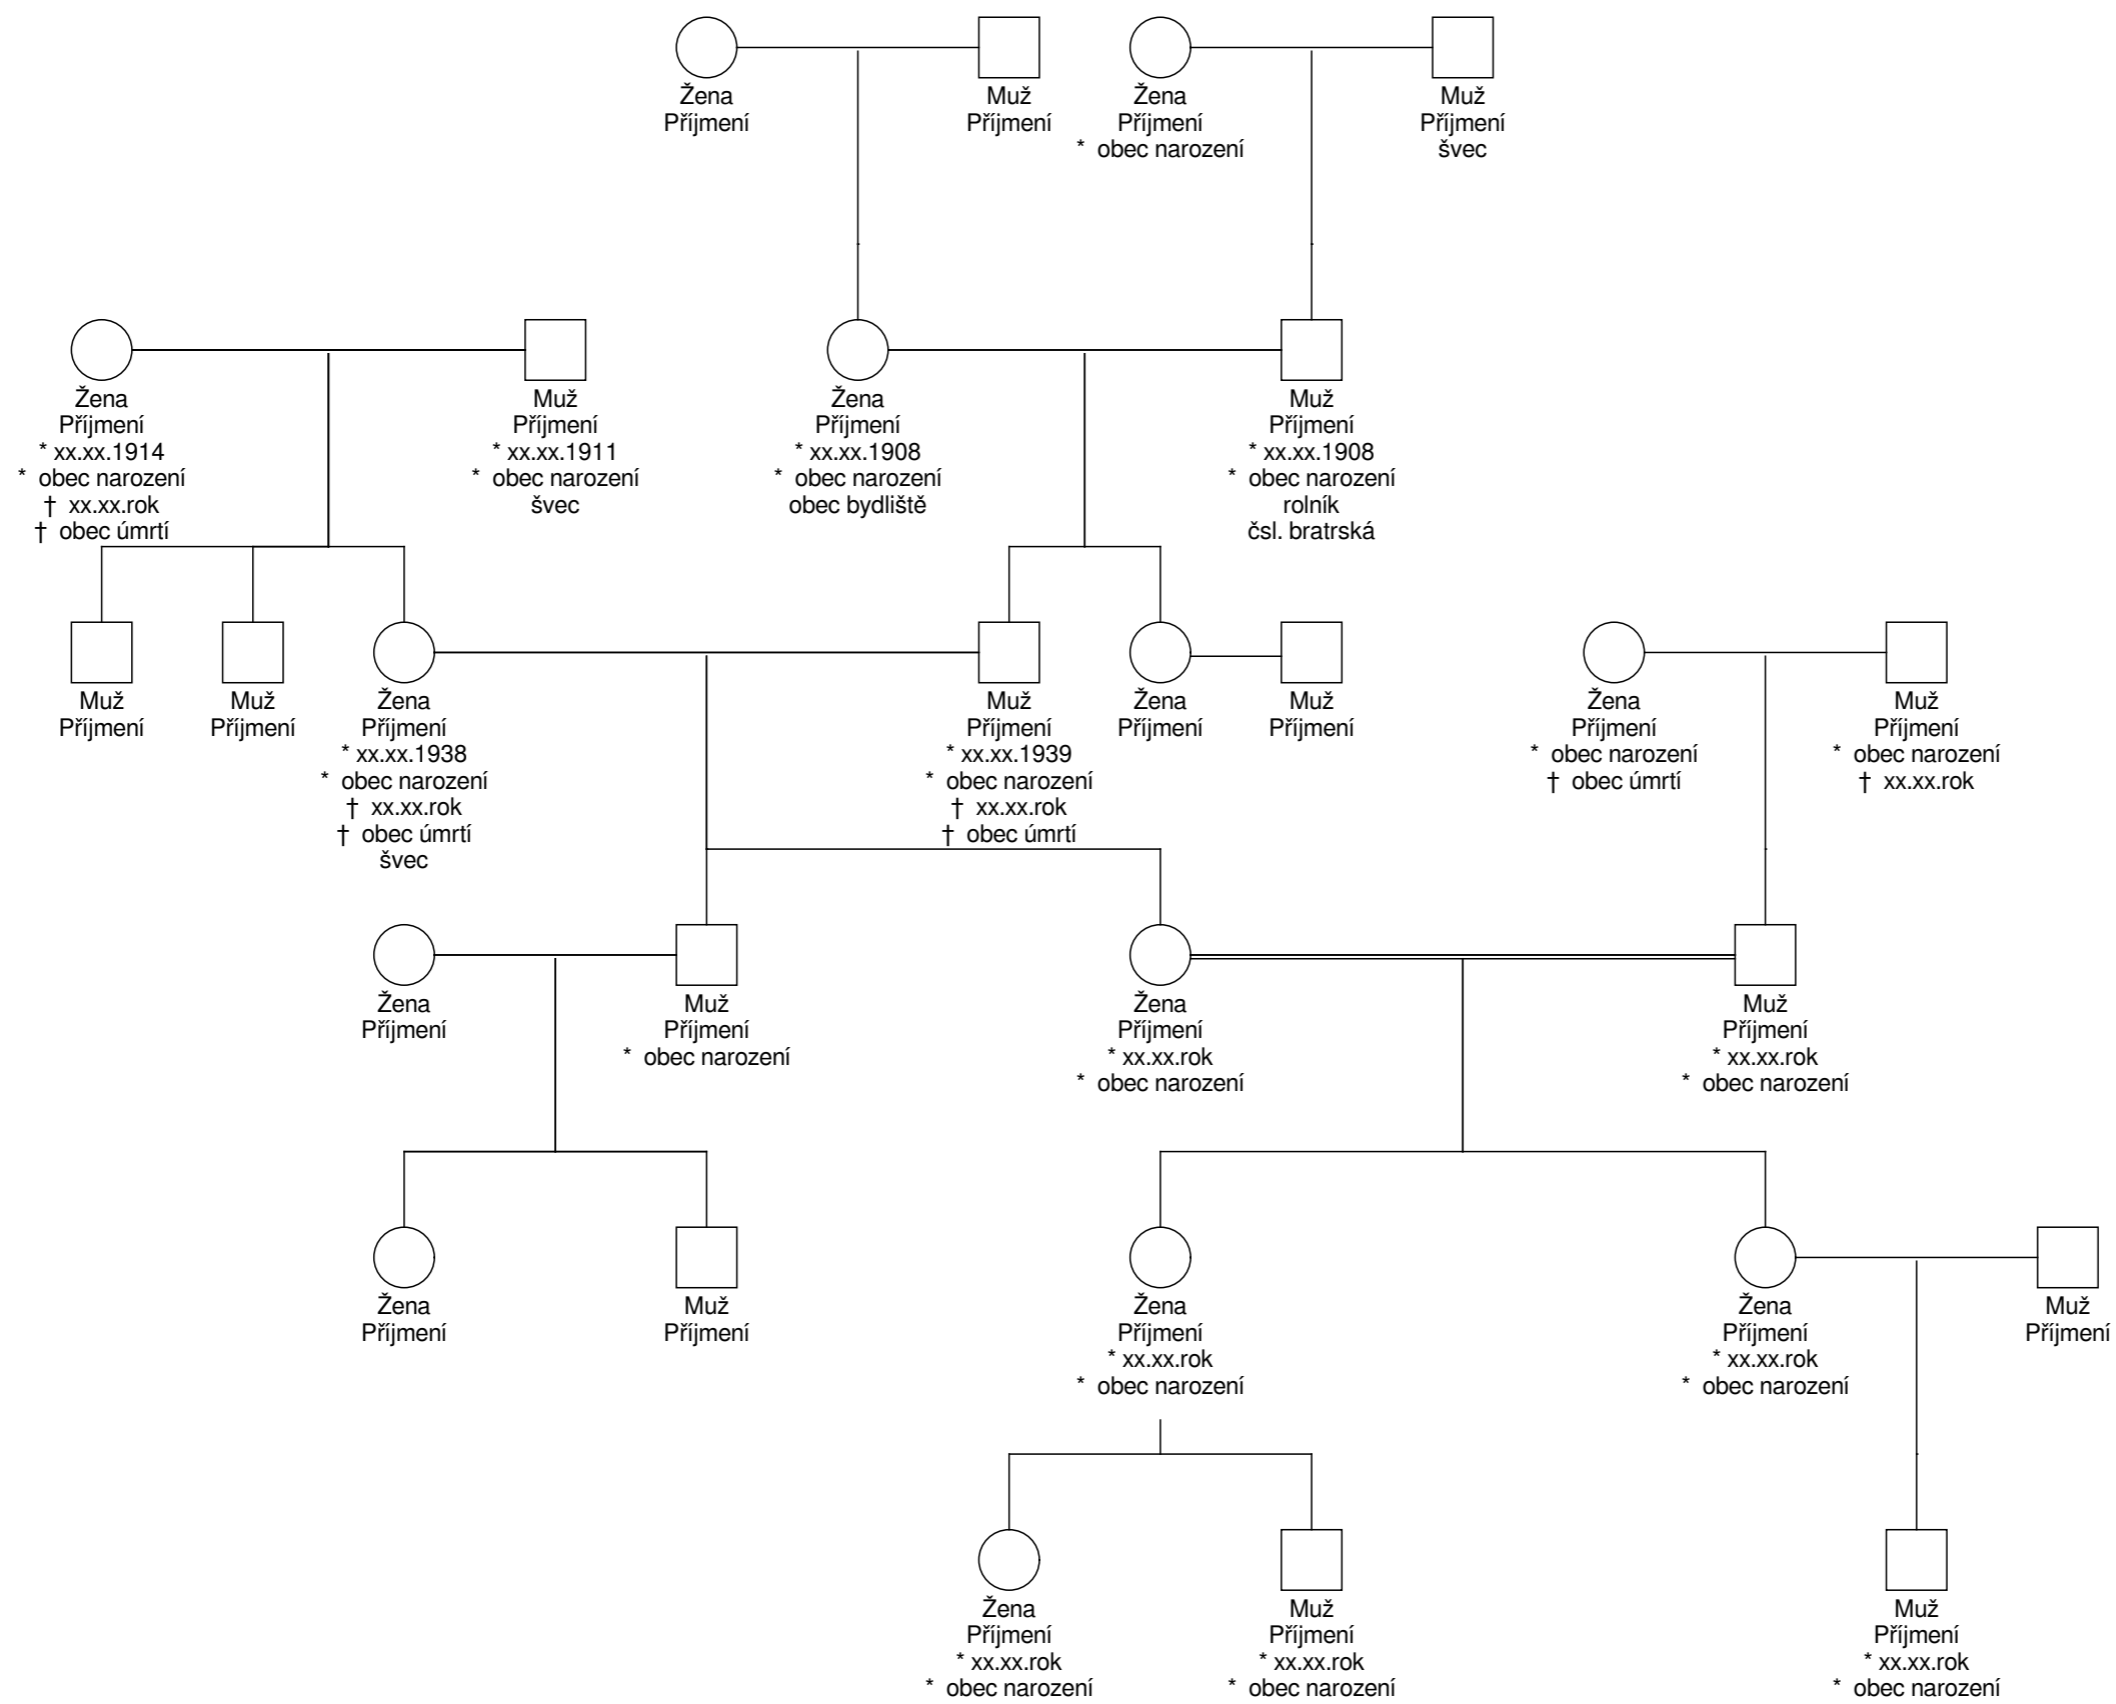 Žena
Příjmení
Muž
Příjmení
Žena
Příjmení
* obec narození
Muž
Příjmení
švec
Žena
Příjmení
* xx.xx.1914
* obec narození
† xx.xx.rok
† obec úmrtí
Muž
Příjmení
* xx.xx.1911
* obec narození
švec
Žena
Příjmení
* xx.xx.1908
* obec narození
obec bydliště
Muž
Příjmení
* xx.xx.1908
* obec narození
rolník
čsl. bratrská
Muž
Příjmení
Muž
Příjmení
Žena
Příjmení
* xx.xx.1938
* obec narození
† xx.xx.rok
† obec úmrtí
švec
Muž
Příjmení
* xx.xx.1939
* obec narození
† xx.xx.rok
† obec úmrtí
Žena
Příjmení
Muž
Příjmení
Žena
Příjmení
* obec narození
† obec úmrtí
Muž
Příjmení
* obec narození
† xx.xx.rok
Žena
Příjmení
Muž
Příjmení
* obec narození
Žena
Příjmení
* xx.xx.rok
* obec narození
Muž
Příjmení
* xx.xx.rok
* obec narození
Žena
Příjmení
Muž
Příjmení
Žena
Příjmení
* xx.xx.rok
* obec narození
Žena
Příjmení
* xx.xx.rok
* obec narození
Muž
Příjmení
Žena
Příjmení
* xx.xx.rok
* obec narození
Muž
Příjmení
* xx.xx.rok
* obec narození
Muž
Příjmení
* xx.xx.rok
* obec narození